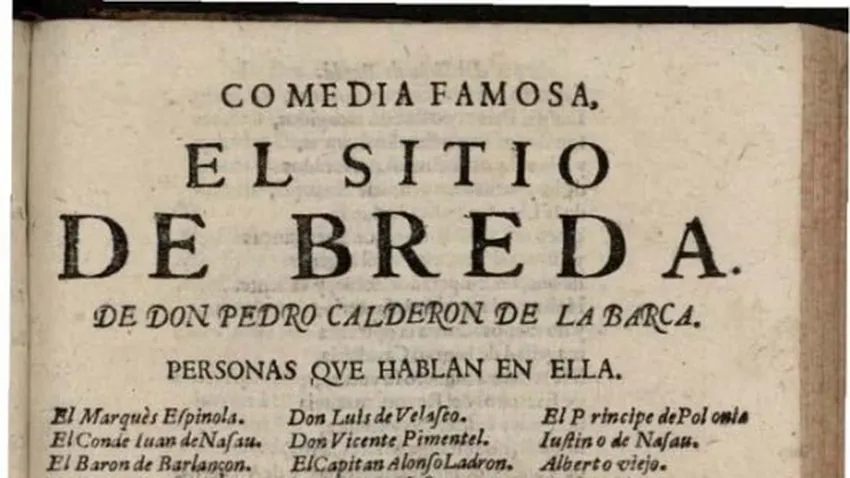 COMEDIA FAMOSA,
EL SITIO
DE BREDA.
DE DON PEDRO CALDERON DE LA BARCA.
PERSONAS QVE HABLAN EN ELLA.
El Marquès Eſpinola. Don Luis de Velaſco. El Principe de Polonia
El Conde Iuan de Naſau. Don Vicente Pimentel. Iuſtino de Naſau.
El Baron de Barlançon. El Capitan Alonſo Ladron. Alberto viejo.